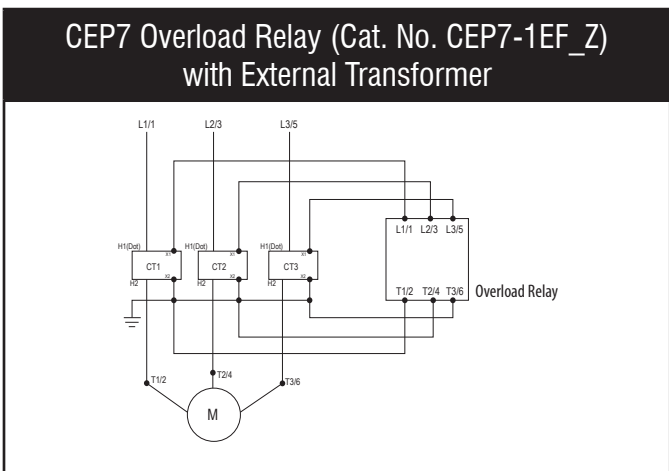 CEP7 Overload Relay (Cat. No. CEP7-1EF_Z)
with External Transformer
L1/1 L2/3 L3/5
L1/1 L2/3 L3/5
H1(Dot) X1 H1(Dot) X1 H1(Dot) X1
CT1 CT2 CT3
H2 X2 H2 X2 H2 X2
T1/2 T2/4 T3/6 Overload Relay
T1/2 T2/4 T3/6
M